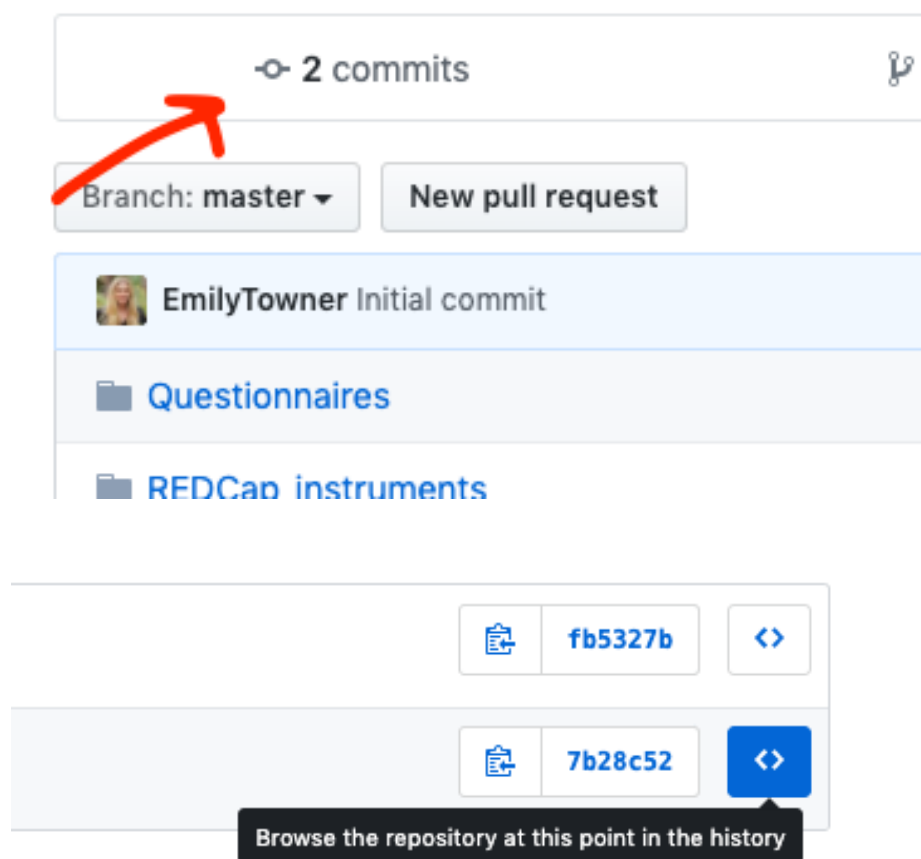 2 commits
Branch: master New pull request
EmilyTowner Initial commit
Questionnaires
REDCap_instruments
fb5327b
7b28c52
Browse the repository at this point in the history